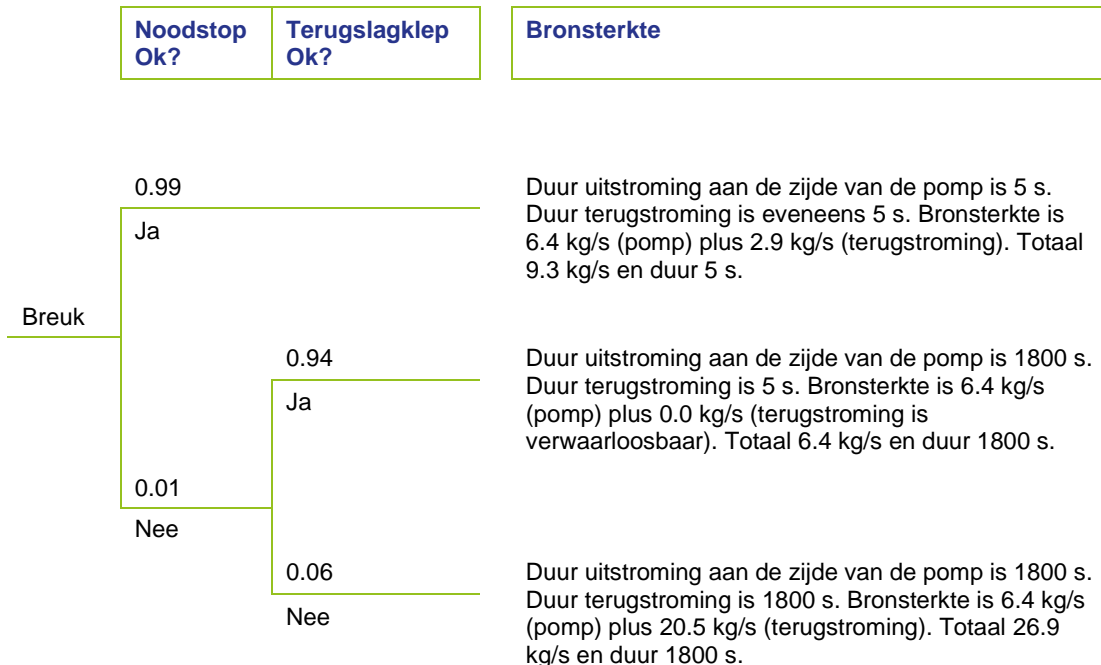 Noodstop
Ok?
Terugslagklep
Ok?
Bronsterkte
0.99
Ja
Duur uitstroming aan de zijde van de pomp is 5 s.
Duur terugstroming is eveneens 5 s. Bronsterkte is
6.4 kg/s (pomp) plus 2.9 kg/s (terugstroming). Totaal
9.3 kg/s en duur 5 s.
Breuk
0.94
Ja
Duur uitstroming aan de zijde van de pomp is 1800 s.
Duur terugstroming is 5 s. Bronsterkte is 6.4 kg/s
(pomp) plus 0.0 kg/s (terugstroming is
verwaarloosbaar). Totaal 6.4 kg/s en duur 1800 s.
0.01
Nee
0.06
Nee
Duur uitstroming aan de zijde van de pomp is 1800 s.
Duur terugstroming is 1800 s. Bronsterkte is 6.4 kg/s
(pomp) plus 20.5 kg/s (terugstroming). Totaal 26.9
kg/s en duur 1800 s.